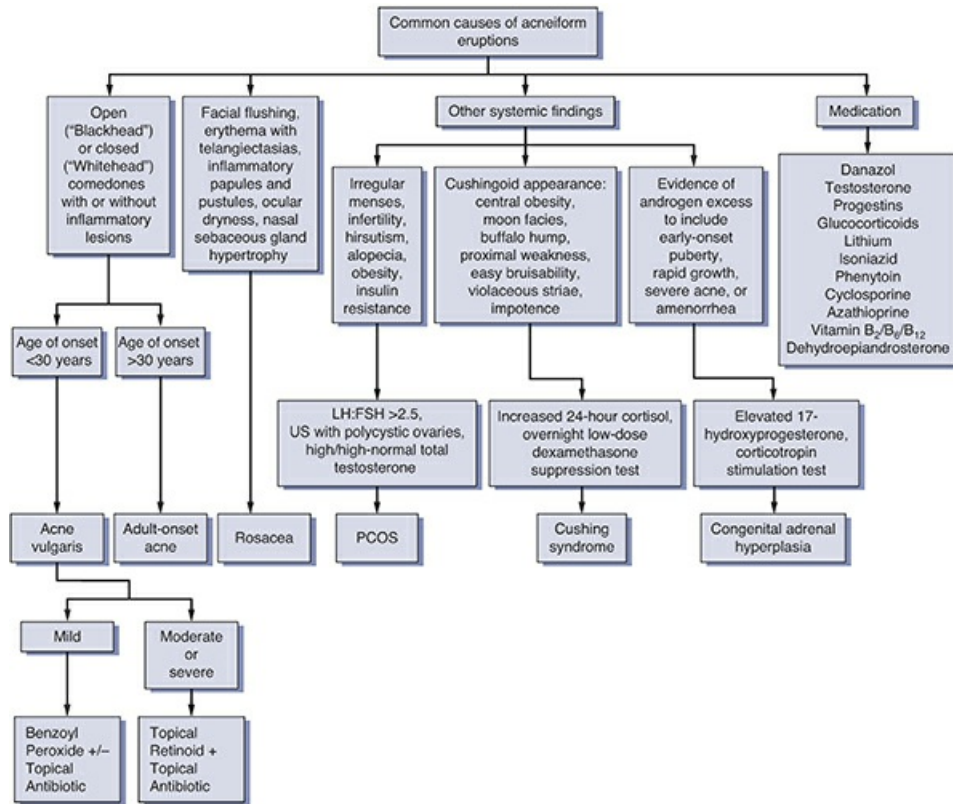 Common causes of acneiform
eruptions
Open
("Blackhead")
or closed
("Whitehead")
comedones
with or without
inflammatory
lesions
Facial flushing,
erythema with
telangiectasias,
inflammatory
papules and
pustules, ocular
dryness, nasal
sebaceous gland
hypertrophy
Other systemic findings
Medication
Irregular
menses,
infertility,
hirsutism,
alopecia,
obesity,
insulin
resistance
Cushingoid appearance:
central obesity,
moon facies,
buffalo hump,
proximal weakness,
easy bruisability,
violaceous striae,
impotence
Evidence of
androgen excess
to include
early-onset
puberty,
rapid growth,
severe acne, or
amenorrhea
Danazol
Testosterone
Progestins
Glucocorticoids
Lithium
Isoniazid
Phenytoin
Cyclosporine
Azathioprine
Vitamin B₂/B₆/B₁₂
Dehydroepiandrosterone
Age of onset
<30 years
Age of onset
>30 years
LH:FSH >2.5,
US with polycystic ovaries,
high/high-normal total
testosterone
Increased 24-hour cortisol,
overnight low-dose
dexamethasone
suppression test
Elevated 17-
hydroxyprogesterone,
corticotropin
stimulation test
Acne
vulgaris
Adult-onset
acne
Rosacea
PCOS
Cushing
syndrome
Congenital adrenal
hyperplasia
Mild
Moderate
or
severe
Benzoyl
Peroxide +/–
Topical
Antibiotic
Topical
Retinoid +
Topical
Antibiotic